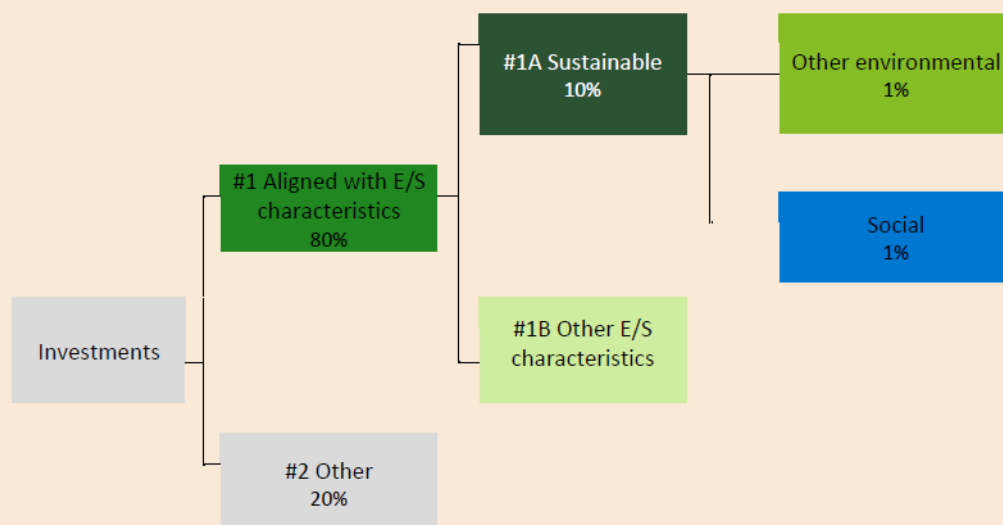 #1A Sustainable
10%
Other environmental
1%
#1 Aligned with E/S
characteristics
80%
Social
1%
Investments
#1B Other E/S
characteristics
#2 Other
20%